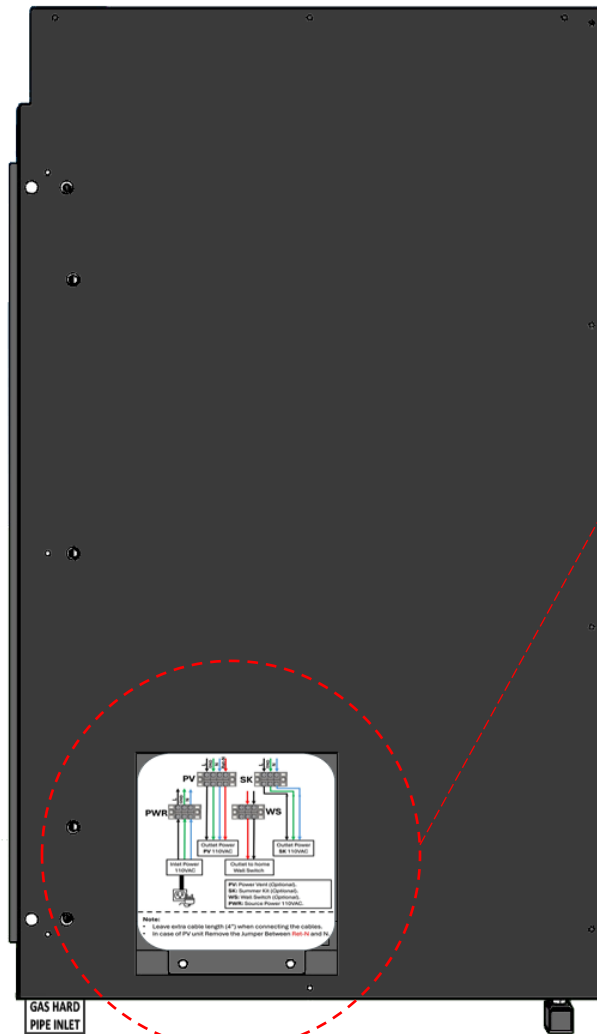 PV
SK
PWR
WS
Outlet Power
PV 110VAC
Outlet Power
SK 110VAC
Inlet Power
110VAC
Outlet to home
Wall Switch
PV: Power Vent (Optional).
SK: Summer Kit (Optional).
WS: Wall Switch (Optional).
PWR: Source Power 110VAC.
Note:
• Leave extra cable length (4") when connecting the cables.
• In case of PV unit Remove the Jumper Between Ret-N and N
GAS HARD
PIPE INLET